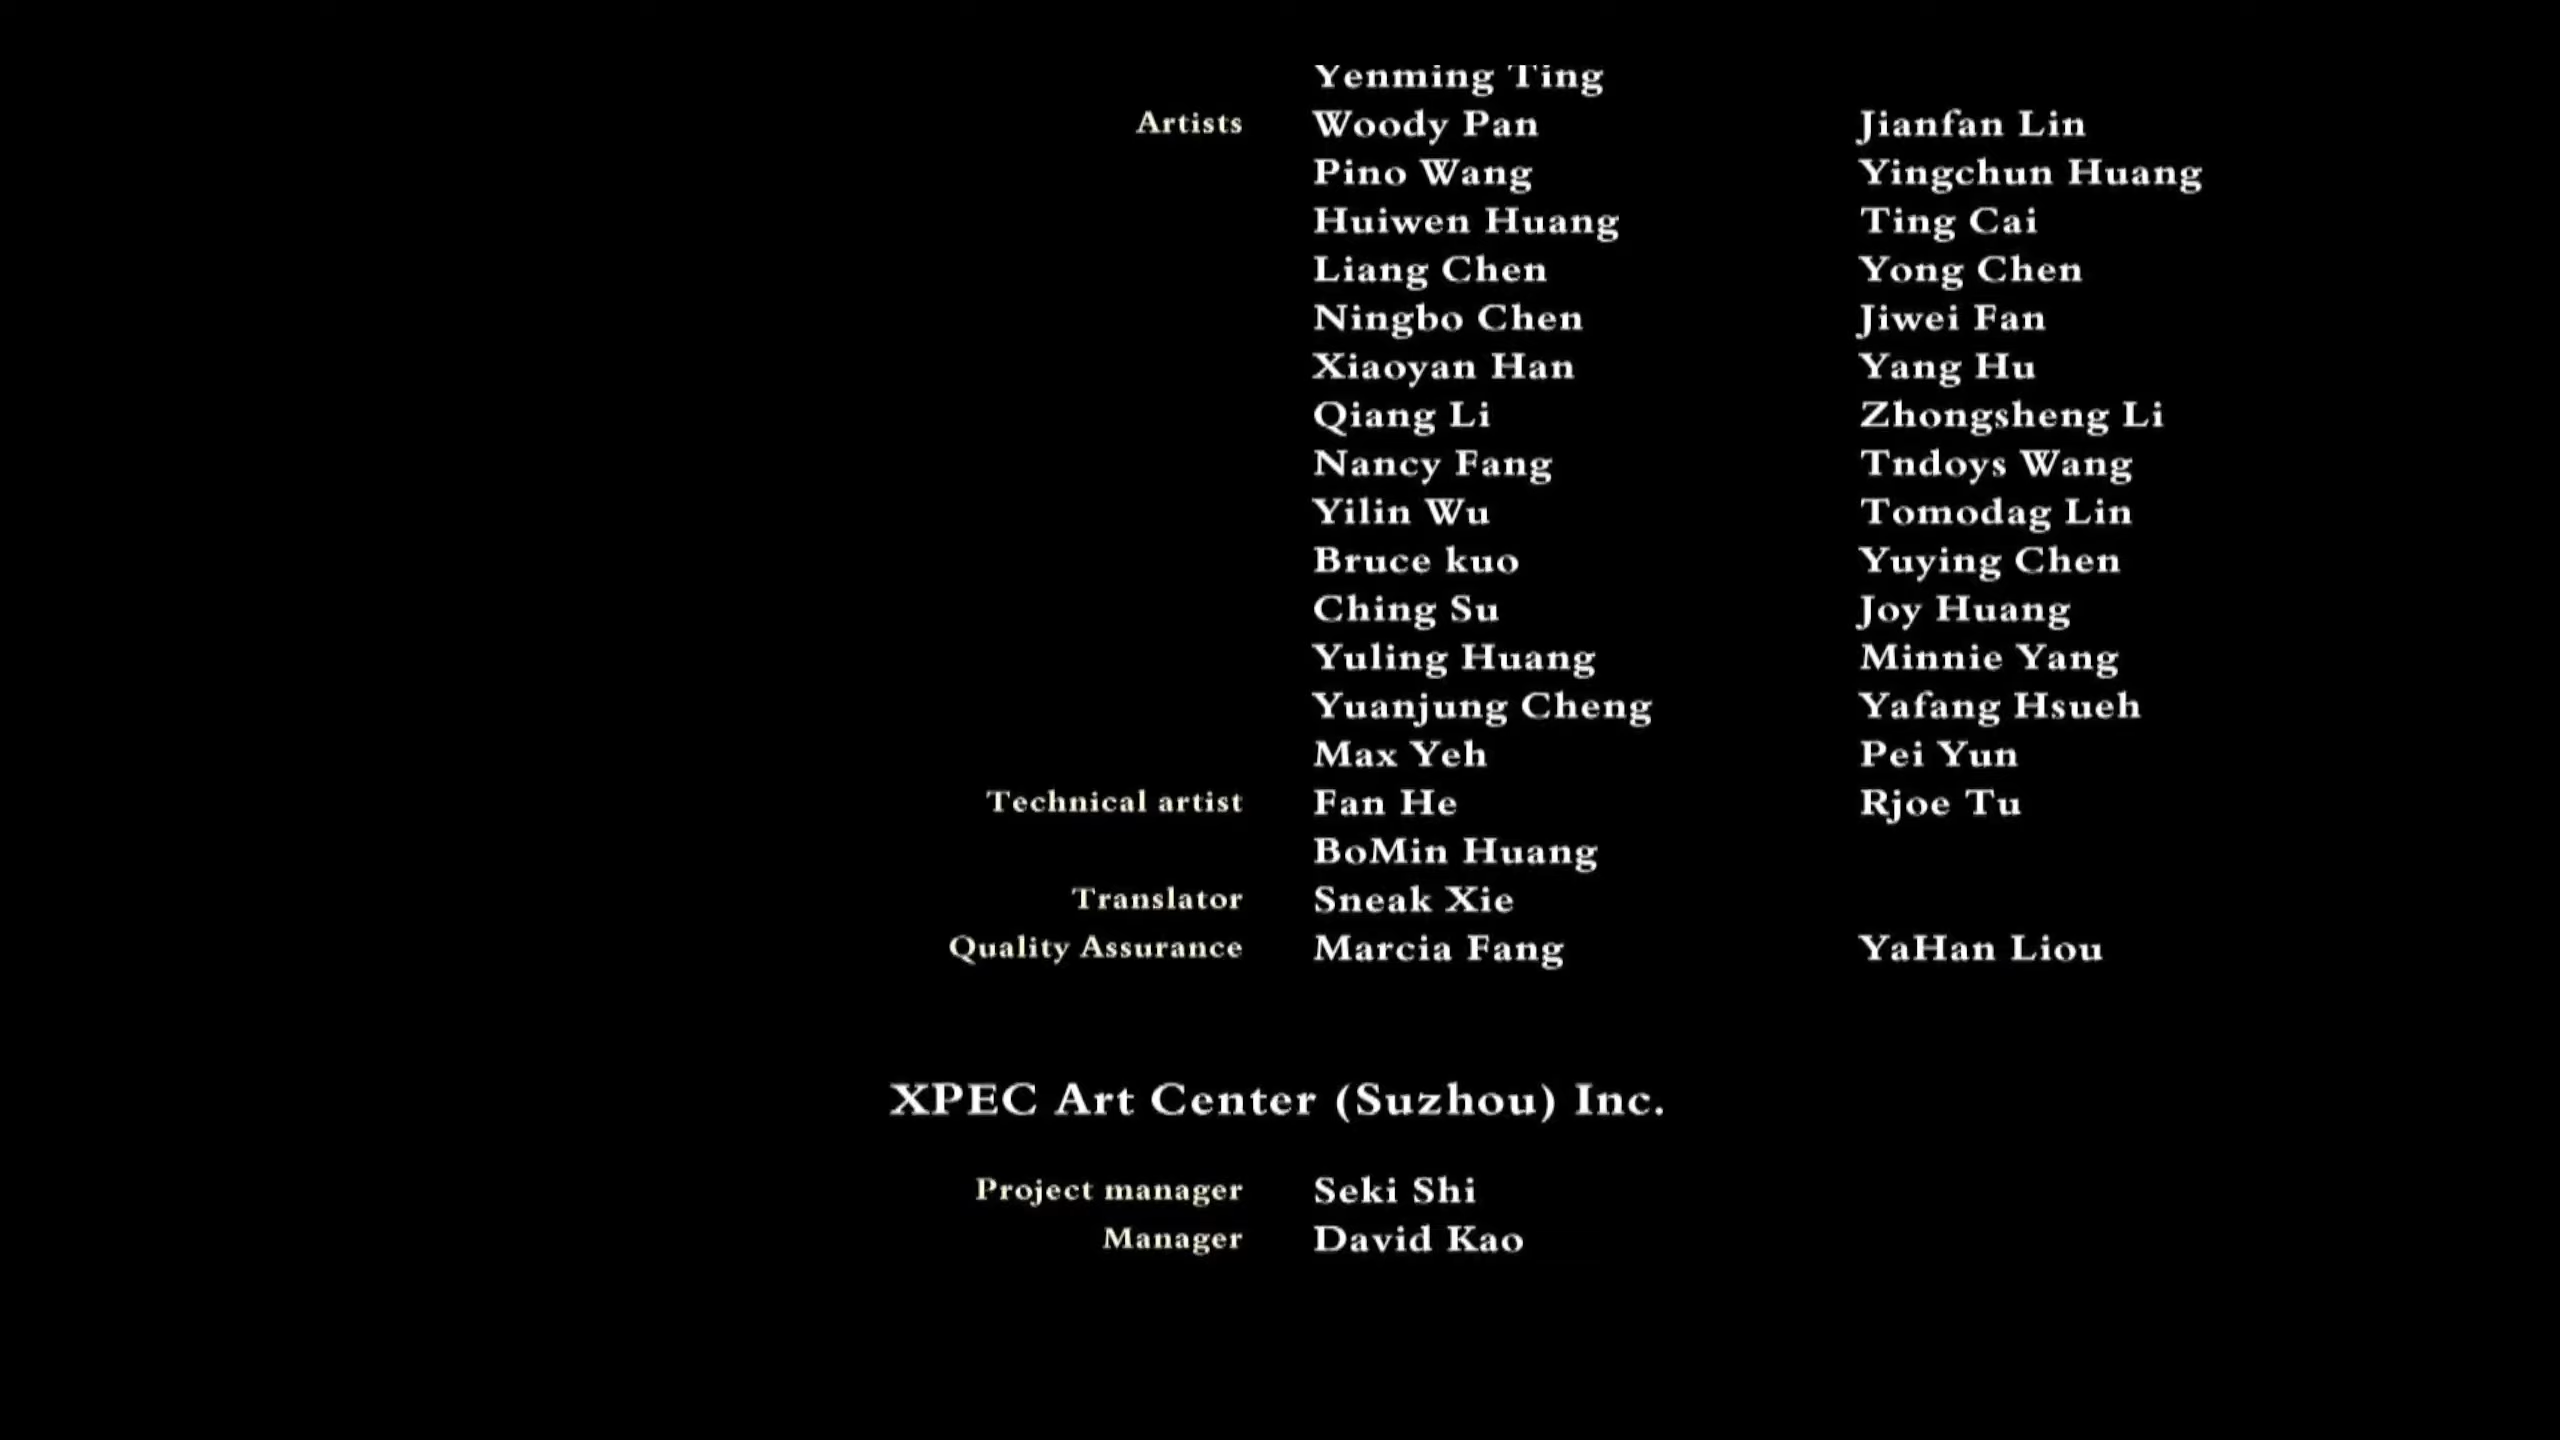 Yenming Ting
Artists Woody Pan Jianfan Lin
Pino Wang Yingchun Huang
Huiwen Huang Ting Cai
Liang Chen Yong Chen
Ningbo Chen Jiwei Fan
Xiaoyan Han Yang Hu
Qiang Li Zhongsheng Li
Nancy Fang Tndoys Wang
Yilin Wu Tomodag Lin
Bruce kuo Yuying Chen
Ching Su Joy Huang
Yuling Huang Minnie Yang
Yuanjung Cheng Yafang Hsueh
Max Yeh Pei Yun
Technical artist Fan He Rjoe Tu
BoMin Huang
Translator Sneak Xie
Quality Assurance Marcia Fang YaHan Liou
XPEC Art Center (Suzhou) Inc.
Project manager Seki Shi
Manager David Kao